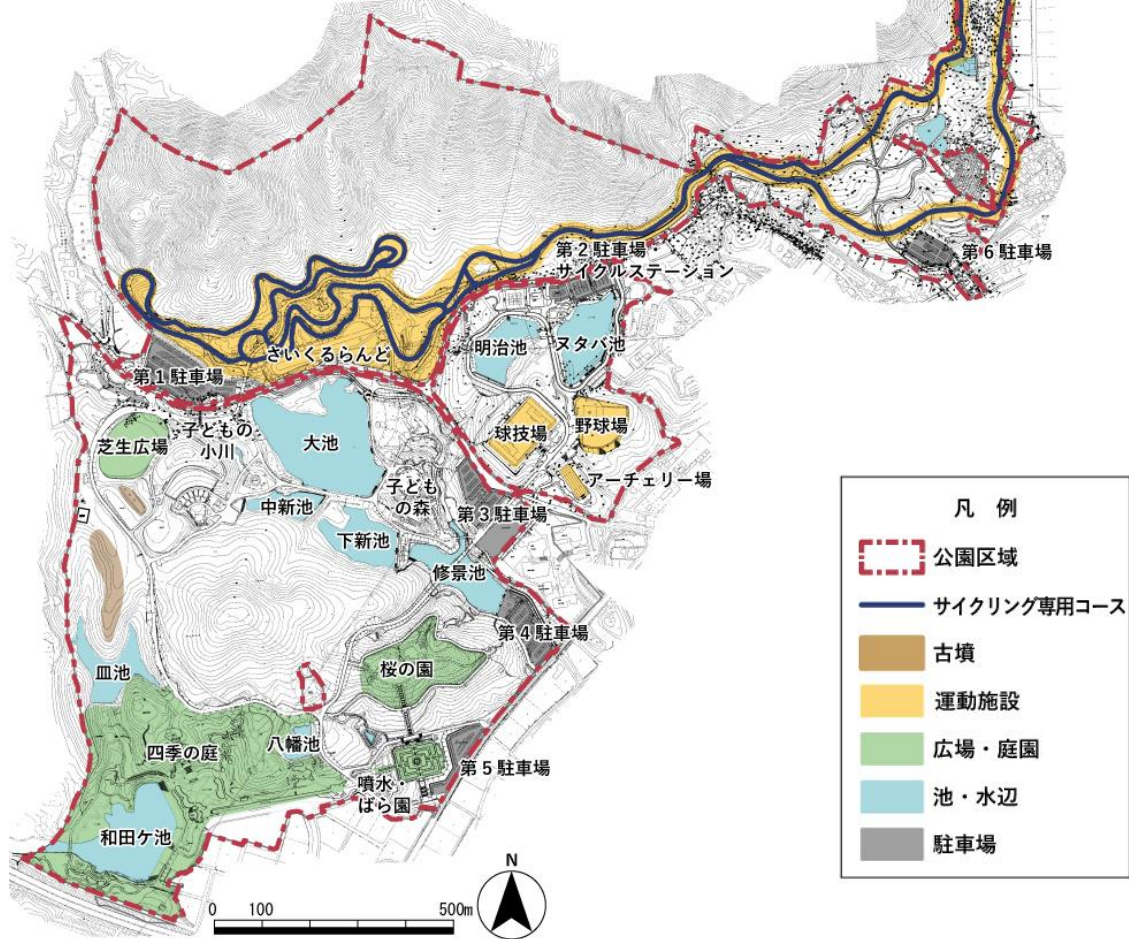 第2駐車場・
サイクルステーション
第6駐車場
明治池
ヌタバ池
さいくるらんど
第1駐車場
子どもの
小川
大池
芝生広場
球技場
野球場
アーチェリー場
子ども
の森
第3駐車場
中新池
下新池
修景池
第4駐車場
桜の園
皿池
四季の庭
八幡池
第5駐車場
噴水・
ばら園
和田ケ池
N
0 100 500m
凡 例
公園区域
サイクリング専用コース
古墳
運動施設
広場・庭園
池・水辺
駐車場